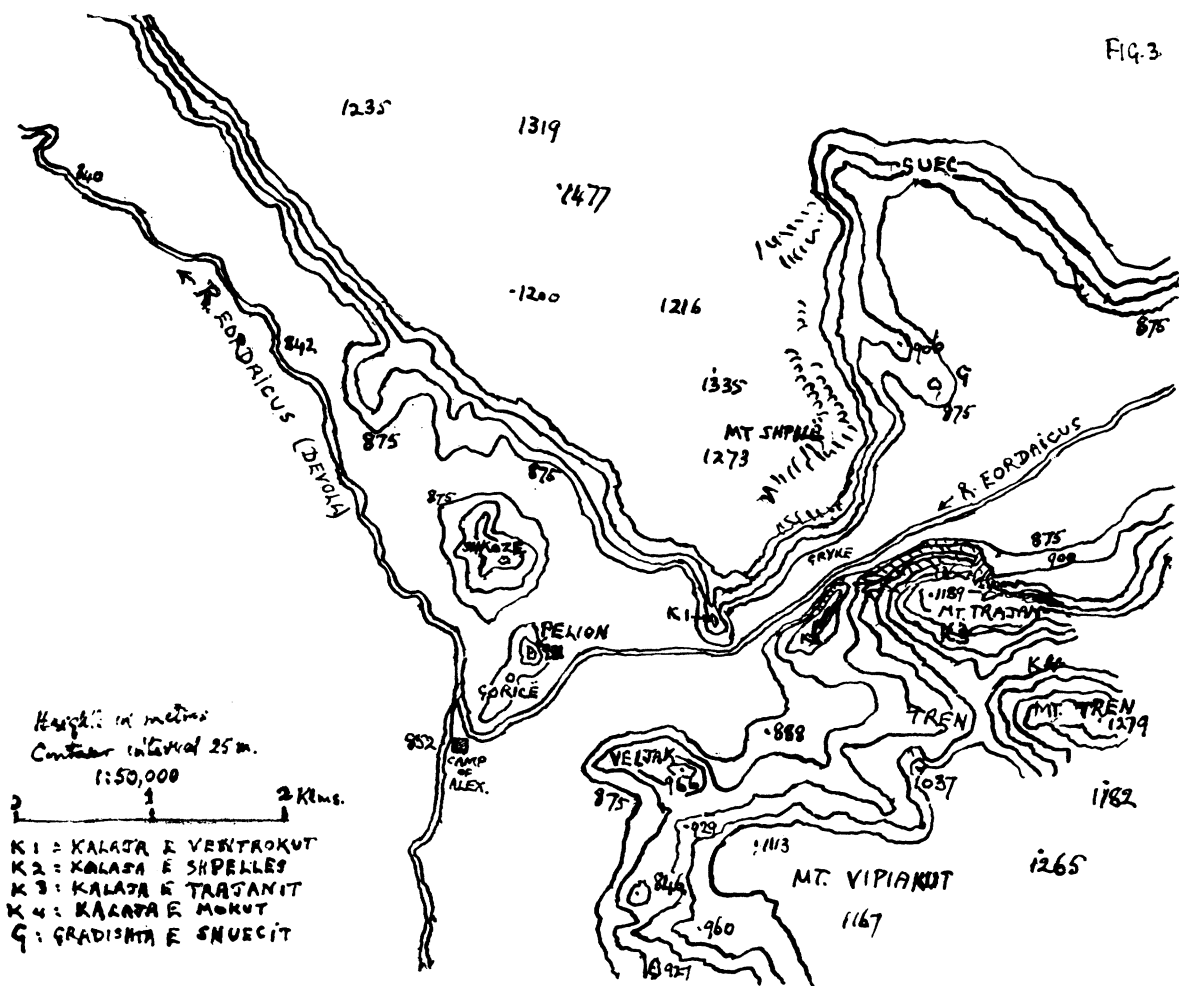 FIG.3
1235
1319
1477
SUEC
840
1200
1216
875
R. EORDAICUS (DEVOLL)
842
906
G
1335
875
MT SHPILE
1273
875
875
875
R. EORDAICUS
SHKOZE
GRYKE
875
900
1189
MT. TRAJAN
K1
K2
K3
PELION
GORICË
K4
MT. TREN
1279
TREN
888
852
CAMP
OF
ALEX.
VELJAK
966
875
1037
1182
929
1113
1265
MT. VIPIAKUT
846
1167
960
927
Heights in metres
Contour interval 25 m.
1:50,000
0 1 2 Klms.
K1 : KALAJA E VENTROKUT
K2 : KALAJA E SHPELLES
K3 : KALAJA E TRAJANIT
K4 : KALAJA E MOKUT
G : GRADISHTA E SHUECIT